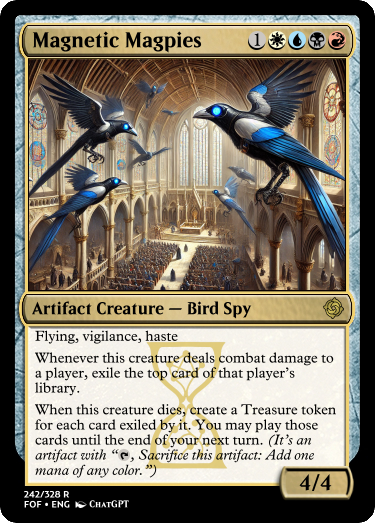 Magnetic Magpies 1
Artifact Creature — Bird Spy
Flying, vigilance, haste
Whenever this creature deals combat damage to
a player, exile the top card of that player's
library.
When this creature dies, create a Treasure token
for each card exiled by it. You may play those
cards until the end of your next turn. (It's an
artifact with “, Sacrifice this artifact: Add one
mana of any color.”)
4/4
242/328 R
FOF • ENG ChatGPT